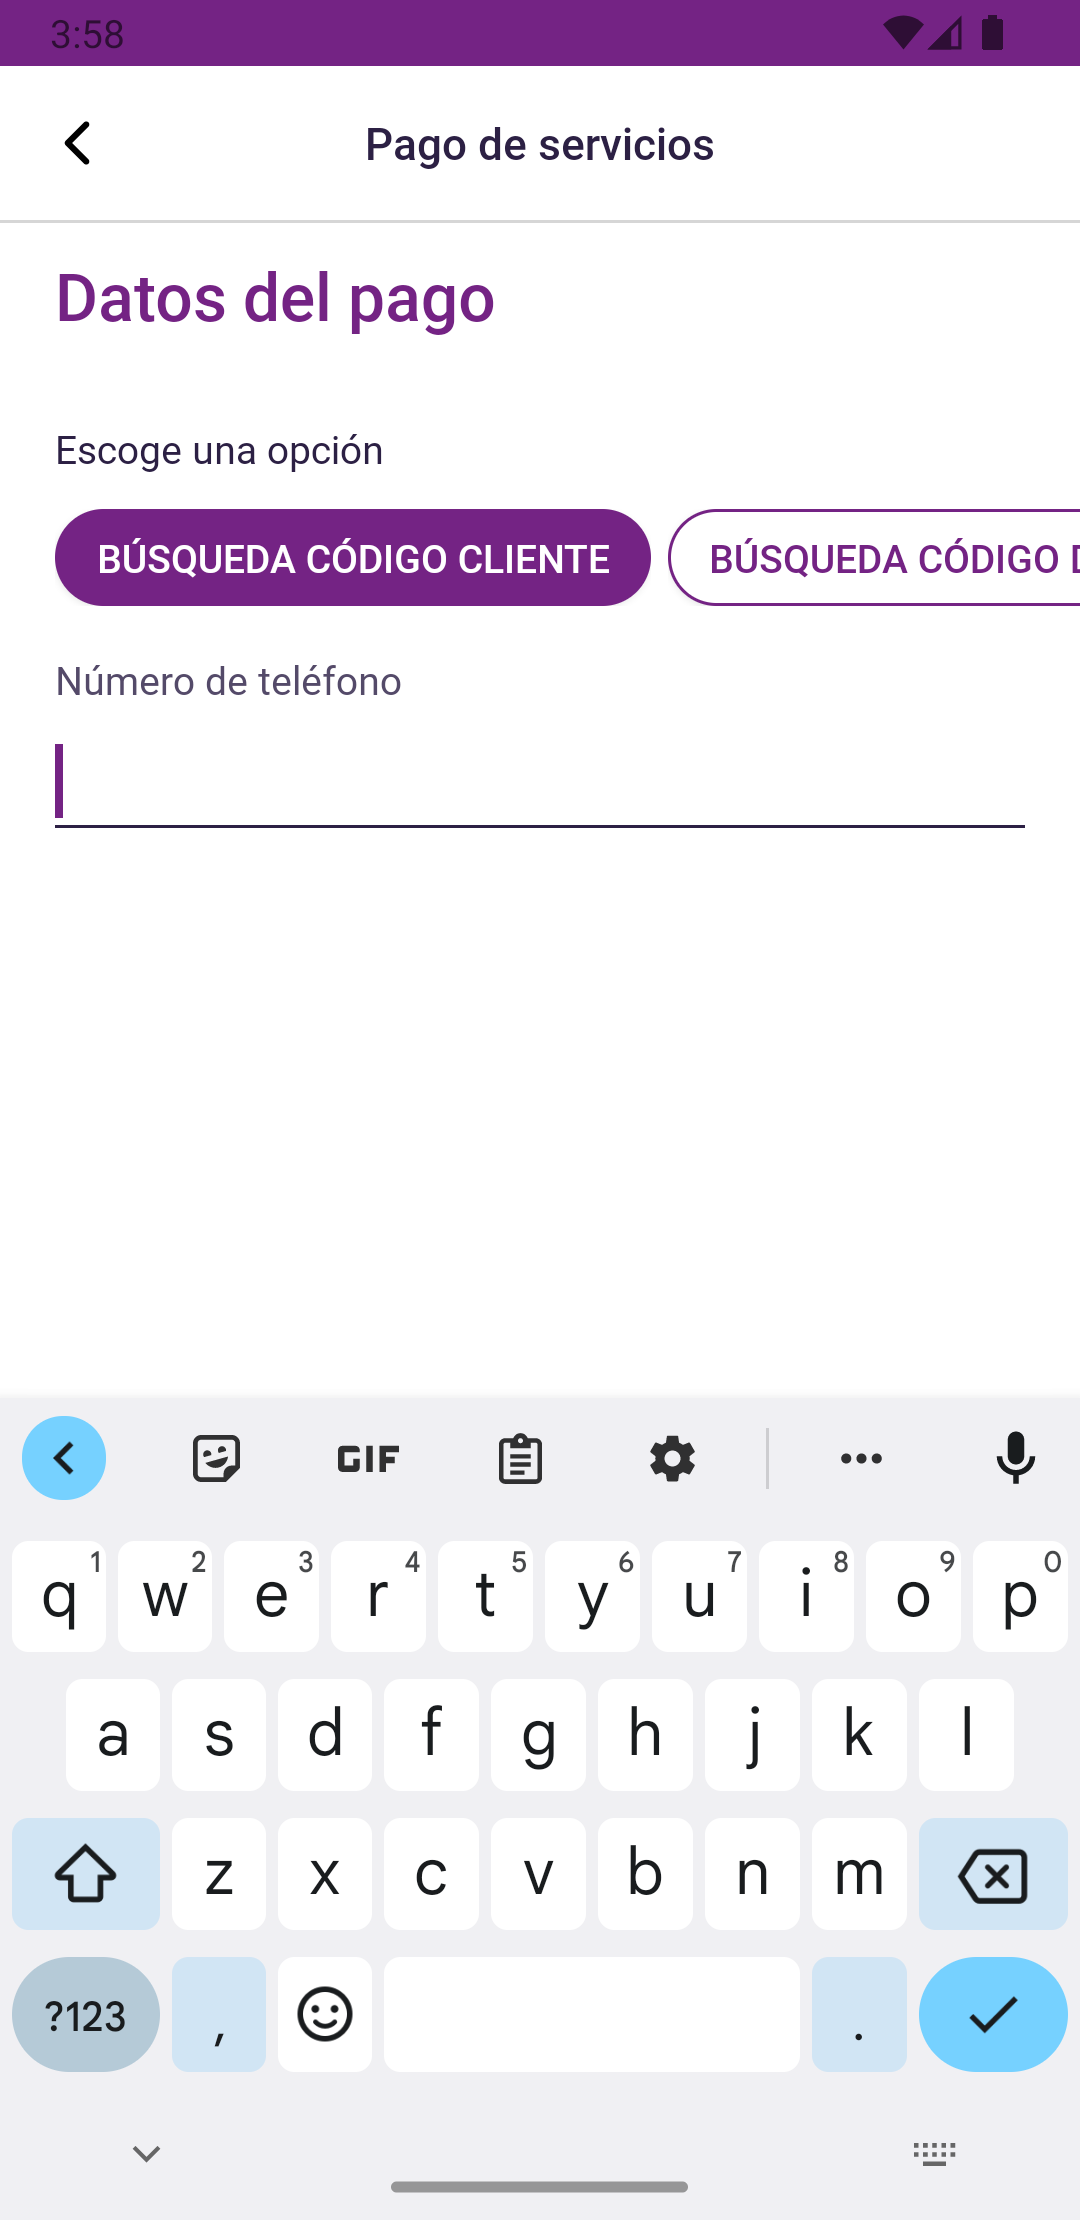 3:58
Pago de servicios
Datos del pago
Escoge una opción
BÚSQUEDA CÓDIGO CLIENTE
BÚSQUEDA CÓDIGO
Número de teléfono
GIF
q 1 w 2 e 3 r 4 t 5 y 6 u 7 i 8 o 9 p 0
a s d f g h j k l
z x c v b n m
?123 , .